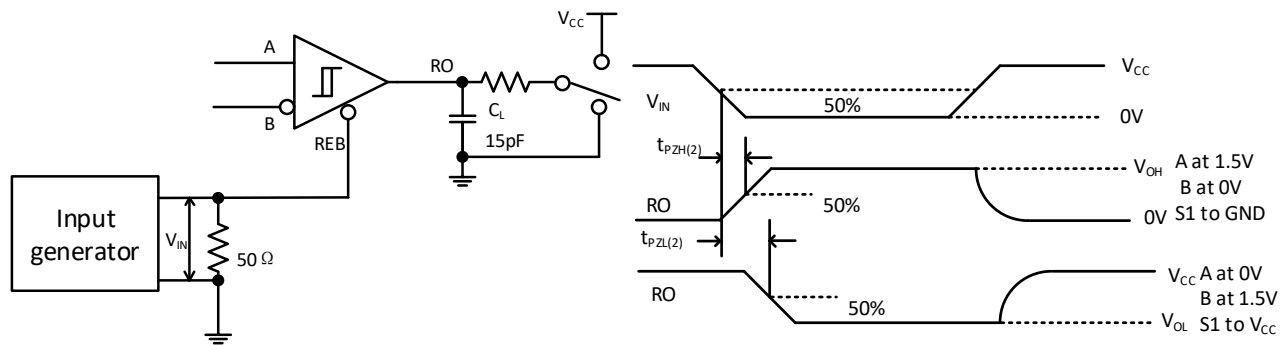 A
B
REB
RO
C_L
15pF
V_CC
Input
generator
V_IN
50 Ω
V_IN
50%
V_CC
0V
t_PZH(2)
RO
50%
V_OH
0V
A at 1.5V
B at 0V
S1 to GND
t_PZL(2)
RO
50%
V_CC
V_OL
A at 0V
B at 1.5V
S1 to V_CC